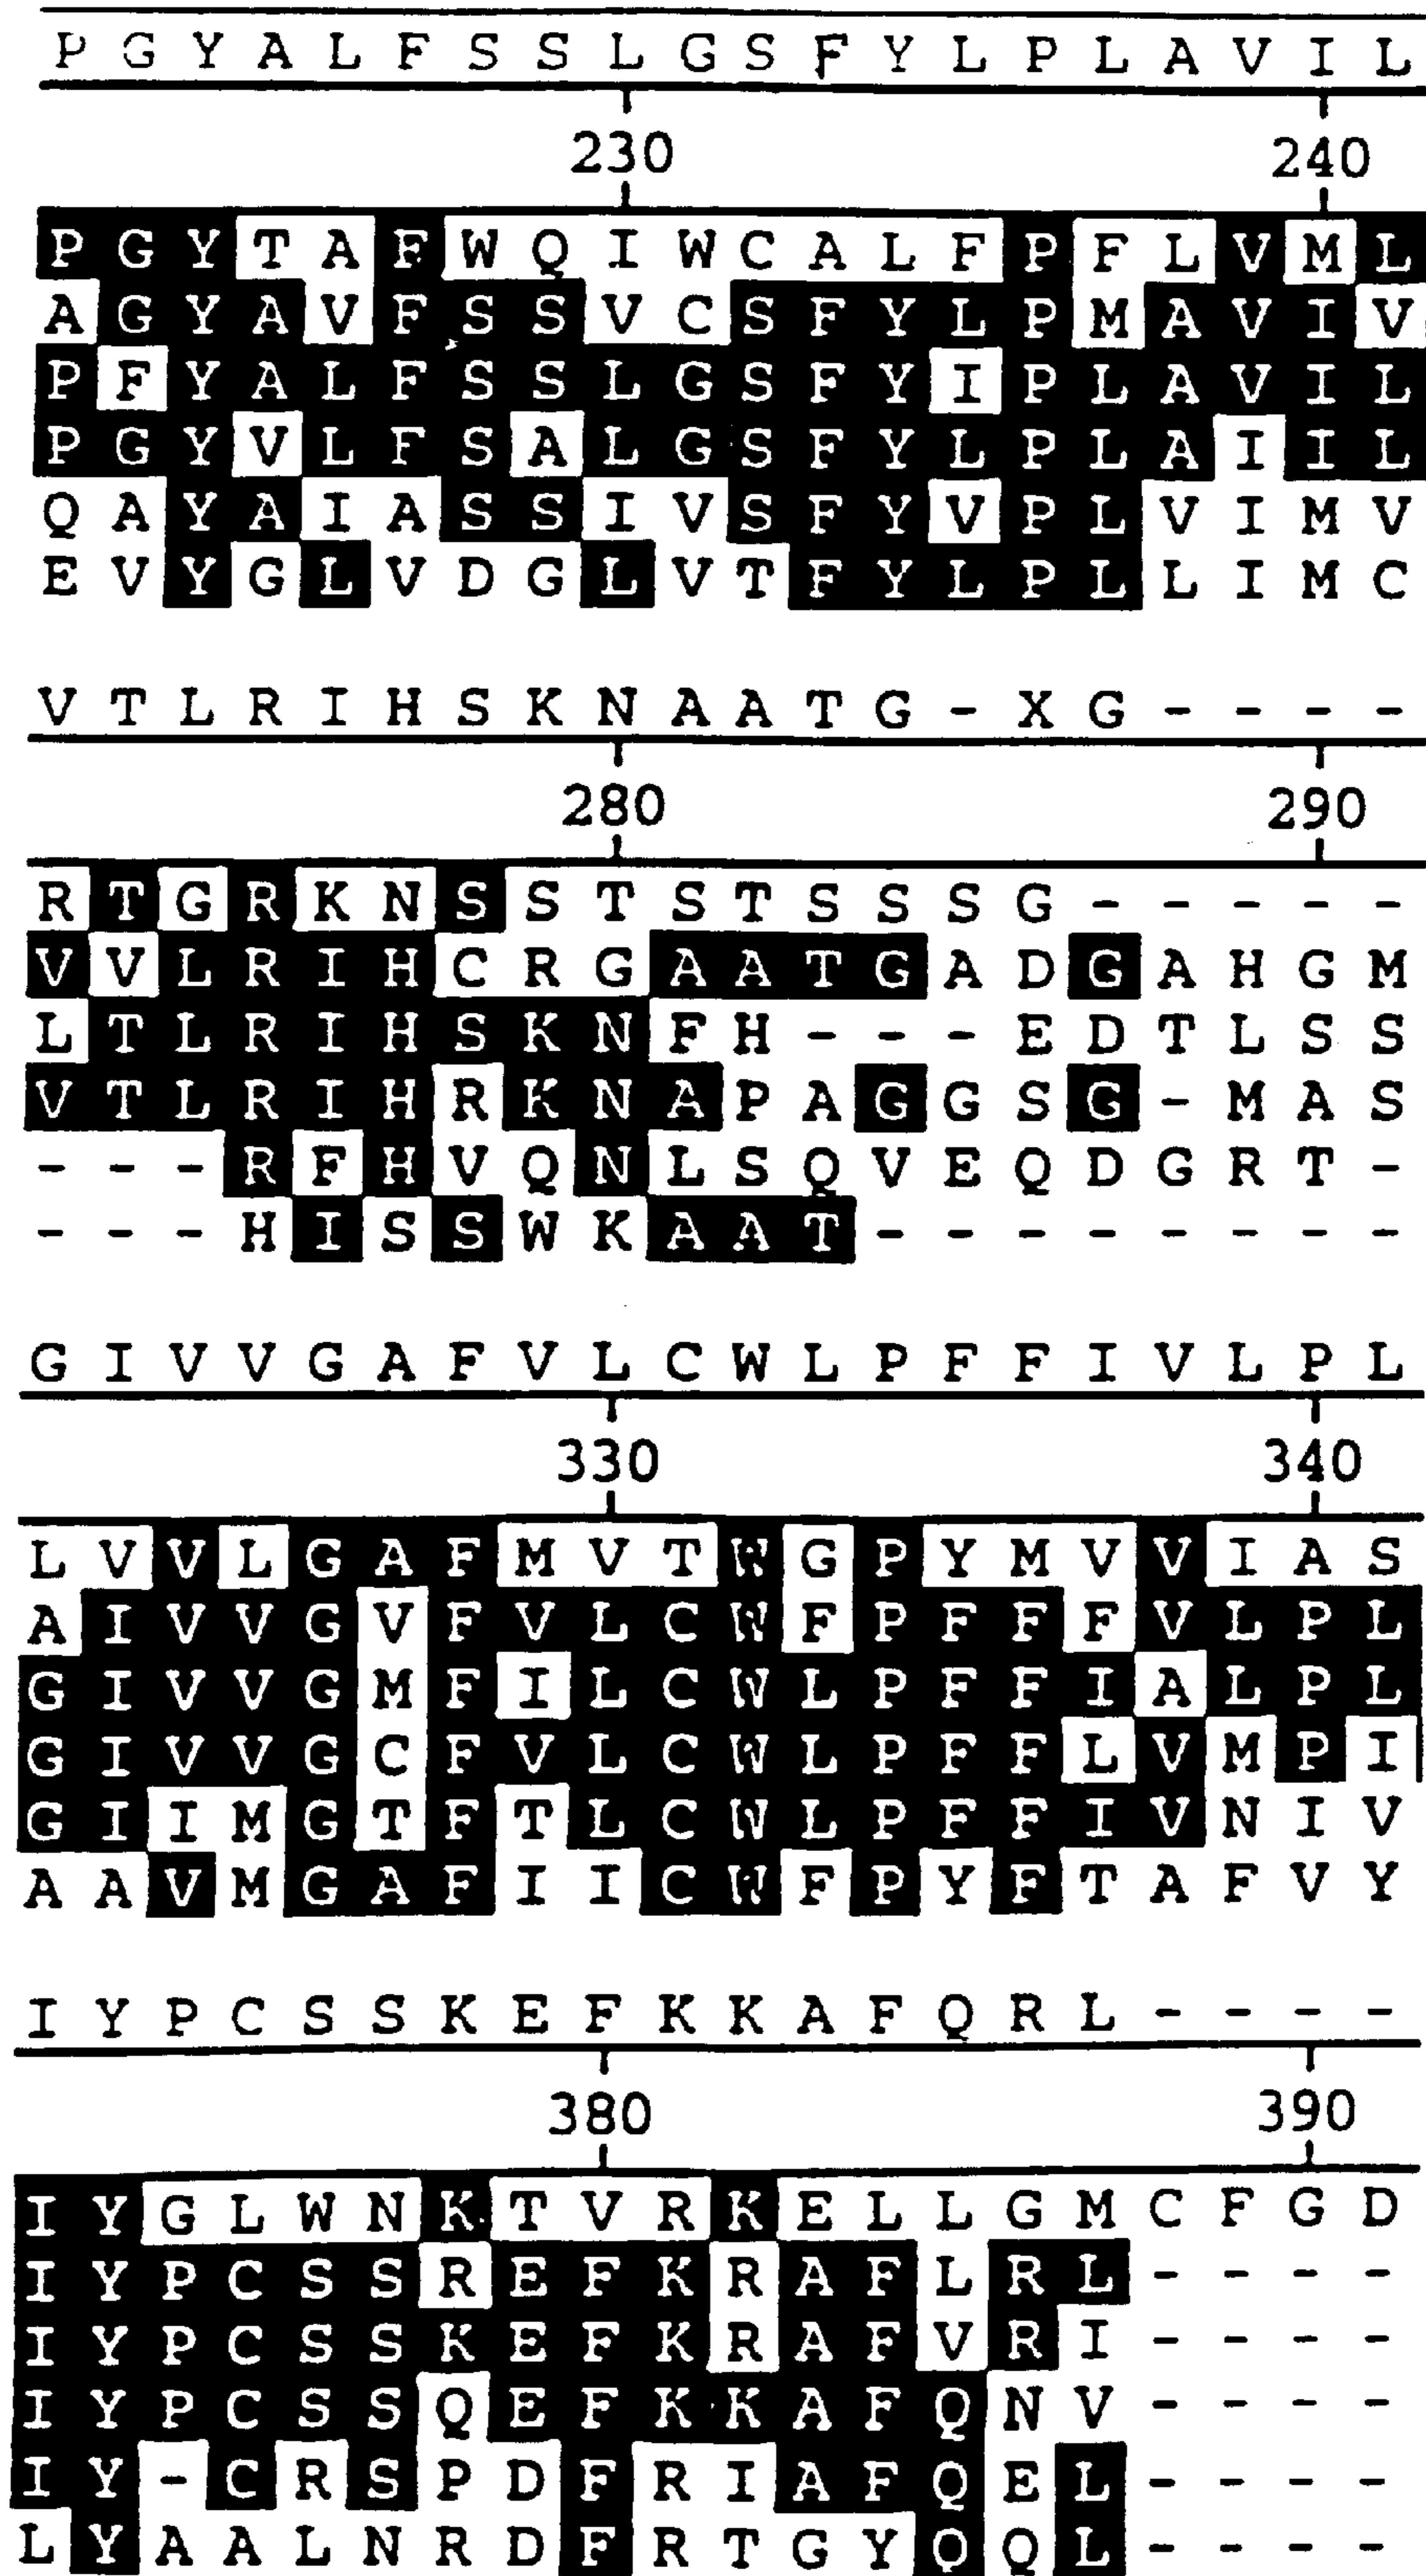 P G Y A L F S S L G S F Y L P L A V I L
230 240
P G Y T A F W Q I W C A L F P F L V M L
A G Y A V F S S V C S F Y L P M A V I V
P F Y A L F S S L G S F Y I P L A V I L
P G Y V L F S A L G S F Y L P L A I I L
Q A Y A I A S S I V S F Y V P L V I M V
E V Y G L V D G L V T F Y L P L L I M C
V T L R I H S K N A A T G - X G - - - -
280 290
R T G R K N S S T S T S S S G - - - - -
V V L R I H C R G A A T G A D G A H G M
L T L R I H S K N F H - - - E D T L S S
V T L R I H R K N A P A G G S G - M A S
- - - R F H V Q N L S Q V E Q D G R T -
- - - H I S S W K A A T - - - - - - - -
G I V V G A F V L C W L P F F I V L P L
330 340
L V V L G A F M V T W G P Y M V V I A S
A I V V G V F V L C W F P F F F V L P L
G I V V G M F I L C W L P F F I A L P L
G I V V G C F V L C W L P F F L V M P I
G I I M G T F T L C W L P F F I V N I V
A A V M G A F I I C W F P Y F T A F V Y
I Y P C S S K E F K K A F Q R L - - - -
380 390
I Y G L W N K T V R K E L L G M C F G D
I Y P C S S R E F K R A F L R L - - - -
I Y P C S S K E F K R A F V R I - - - -
I Y P C S S Q E F K K A F Q N V - - - -
I Y - C R S P D F R I A F Q E L - - - -
L Y A A L N R D F R T G Y Q Q L - - - -